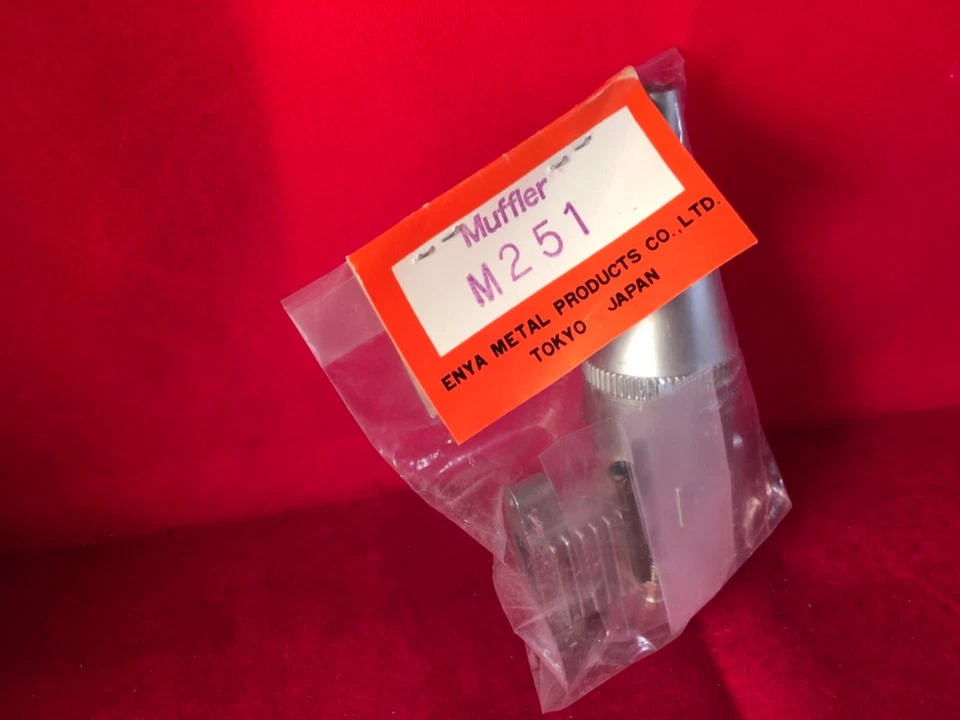 Muffler
M251
ENYA METAL PRODUCTS CO.,LTD.
TOKYO JAPAN